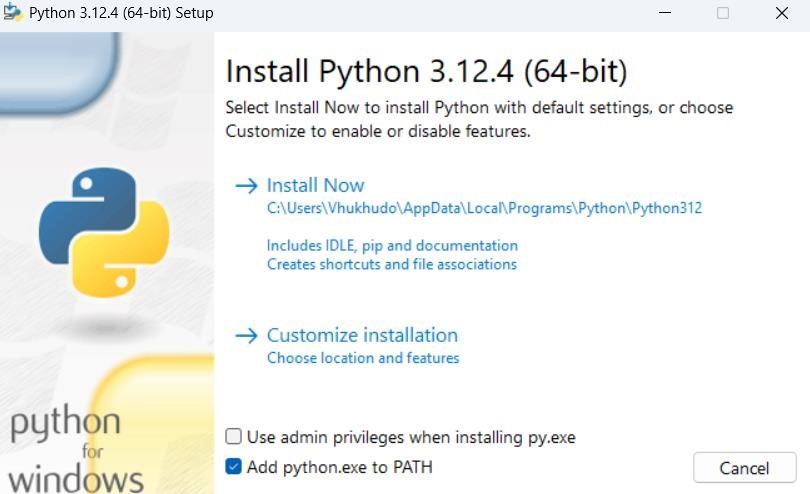 Python 3.12.4 (64-bit) Setup
Install Python 3.12.4 (64-bit)
Select Install Now to install Python with default settings, or choose
Customize to enable or disable features.
Install Now
C:\Users\Vhukhudo\AppData\Local\Programs\Python\Python312
Includes IDLE, pip and documentation
Creates shortcuts and file associations
Customize installation
Choose location and features
Use admin privileges when installing py.exe
Add python.exe to PATH
Cancel
python
for
windows